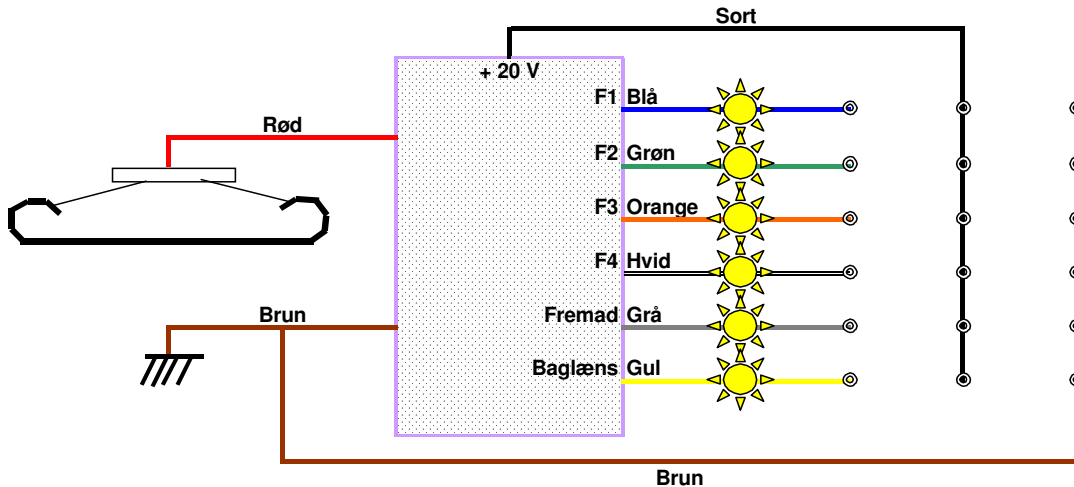 Sort
+ 20 V
F1 Blå
Rød
F2 Grøn
F3 Orange
F4 Hvid
Brun
Fremad Grå
Baglæns Gul
Brun